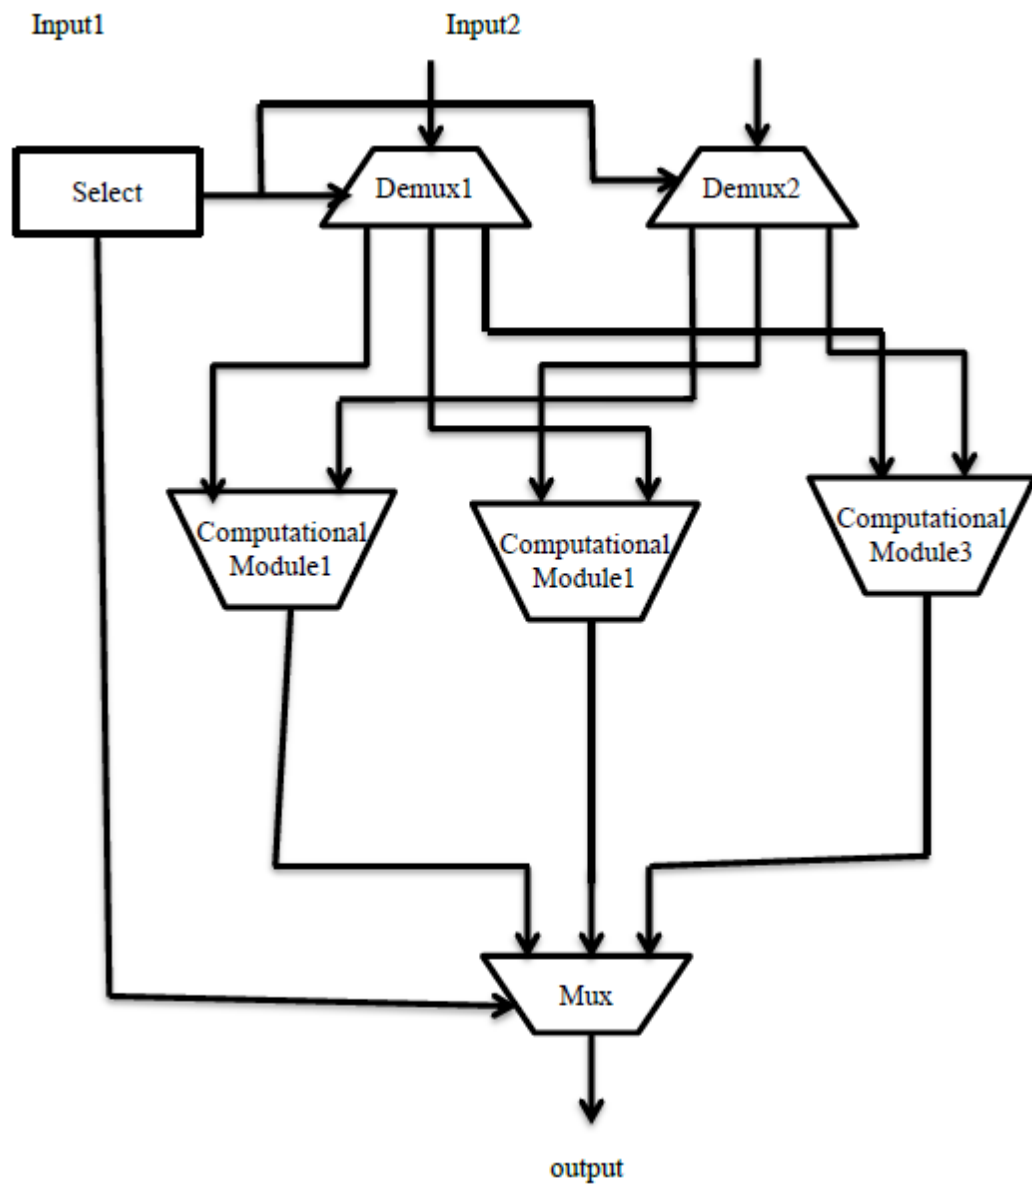 Input1
Input2
Select
Demux1
Demux2
Computational
Module1
Computational
Module1
Computational
Module3
Mux
output